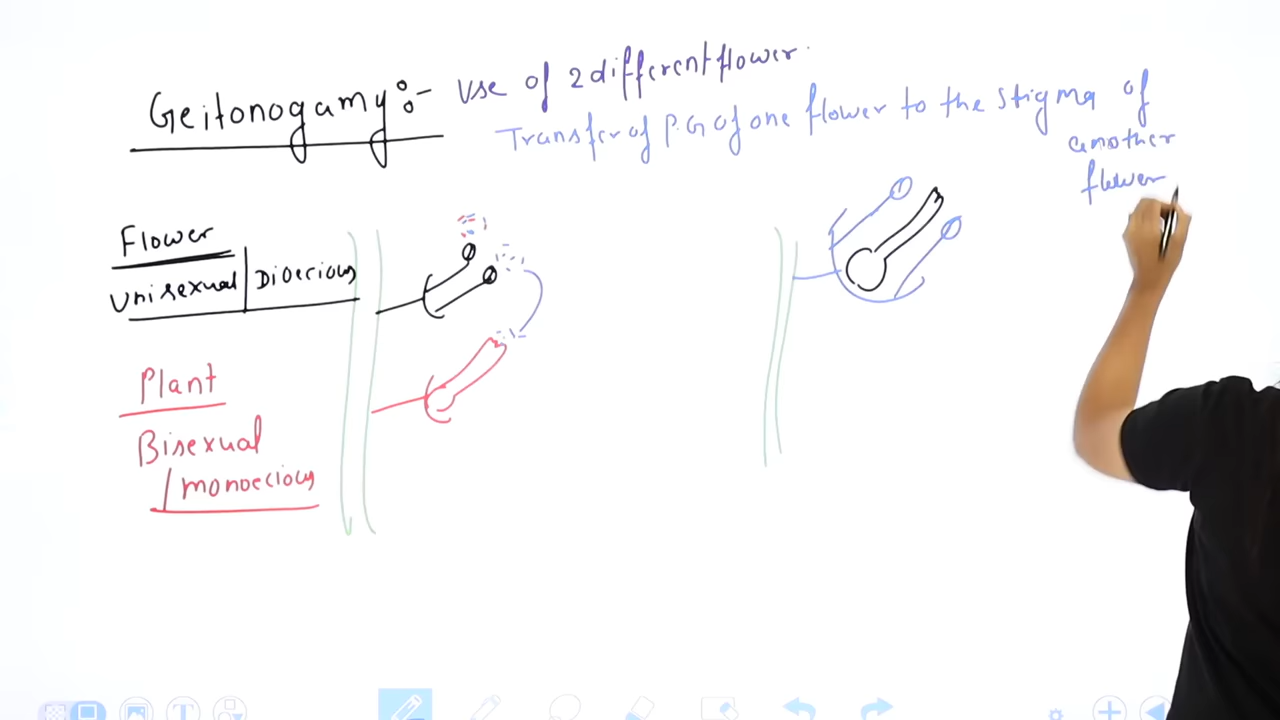 Geitonogamy :- Use of 2 different flower.
Transfer of P.G of one flower to the stigma of
another
flower
Flower
Unisexual | Dioecious
Plant
Bisexual
/ monoecious
T